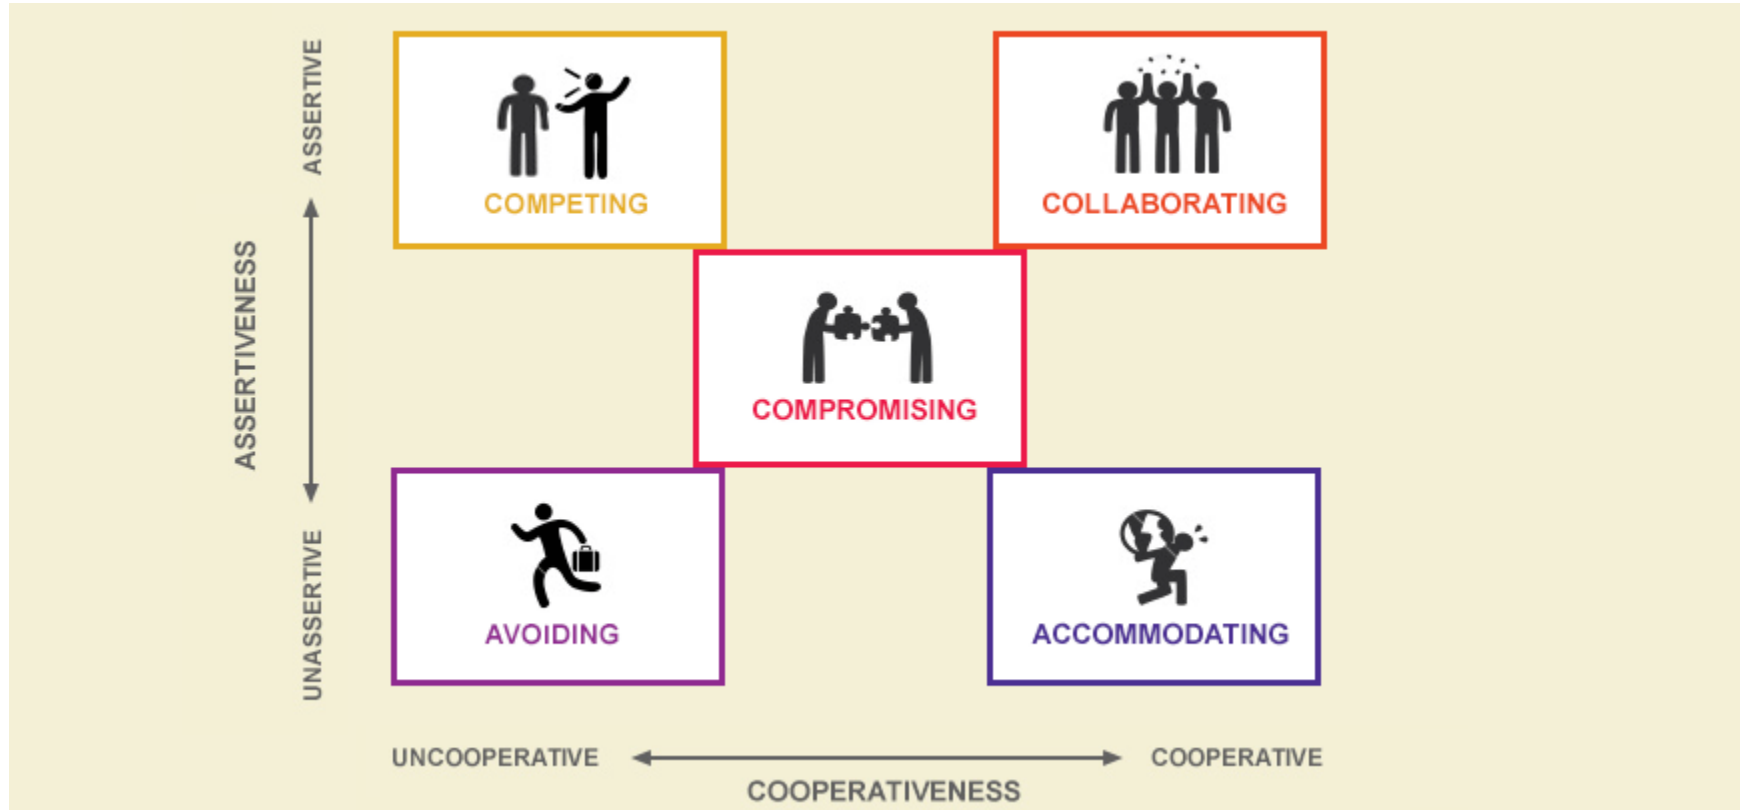 ASSERTIVE
COMPETING
COLLABORATING
ASSERTIVENESS
COMPROMISING
UNASSERTIVE
AVOIDING
ACCOMMODATING
UNCOOPERATIVE
COOPERATIVE
COOPERATIVENESS